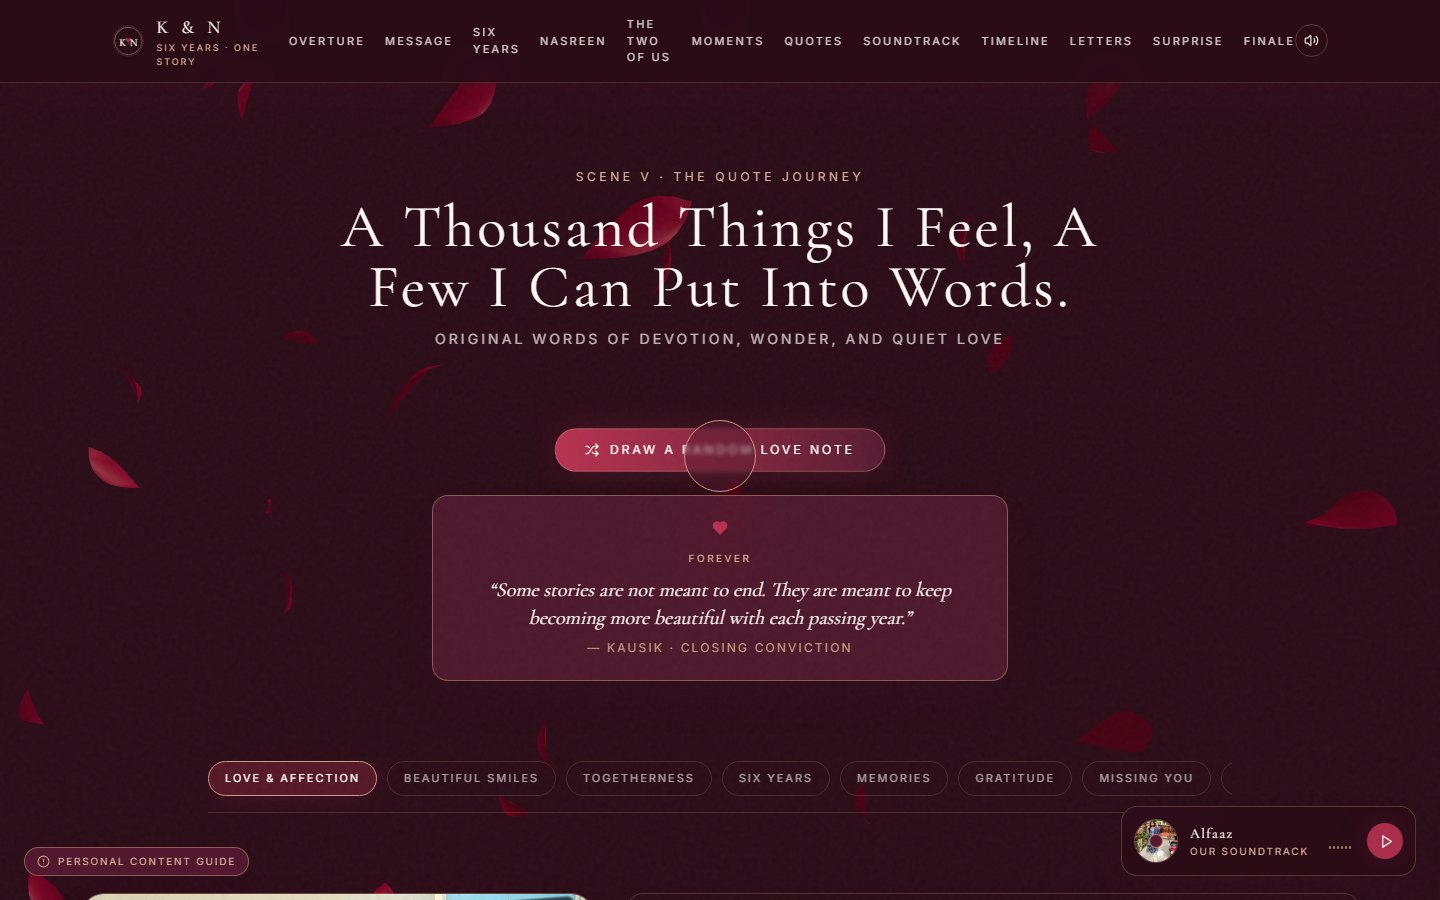 K & N
SIX YEARS · ONE
STORY
OVERTURE
MESSAGE
SIX
YEARS
NASREEN
THE
TWO
OF US
MOMENTS
QUOTES
SOUNDTRACK
TIMELINE
LETTERS
SURPRISE
FINALE
SCENE V · THE QUOTE JOURNEY
A Thousand Things I Feel, A
Few I Can Put Into Words.
ORIGINAL WORDS OF DEVOTION, WONDER, AND QUIET LOVE
DRAW A RANDOM LOVE NOTE
FOREVER
“Some stories are not meant to end. They are meant to keep
becoming more beautiful with each passing year.”
— KAUSIK · CLOSING CONVICTION
LOVE & AFFECTION
BEAUTIFUL SMILES
TOGETHERNESS
SIX YEARS
MEMORIES
GRATITUDE
MISSING YOU
Alfaaz
OUR SOUNDTRACK
PERSONAL CONTENT GUIDE